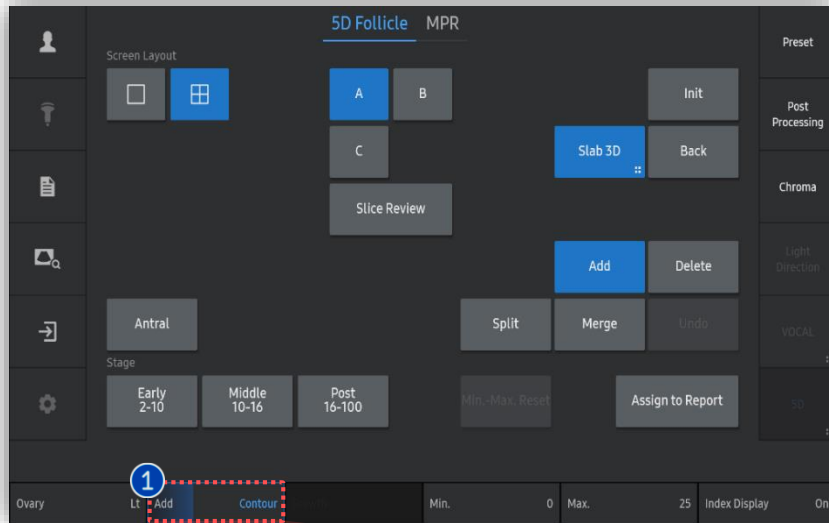 5D Follicle MPR
Screen Layout
Preset
A B
Init
Post
Processing
C
Slab 3D
Back
Chroma
Slice Review
Light
Direction
Add
Delete
Antral
Split
Merge
Undo
VOCAL
Stage
Early
2-10
Middle
10-16
Post
16-100
Min.-Max. Reset
Assign to Report
5D
1
Ovary Lt Add Contour Min. 0 Max. 25 Index Display On